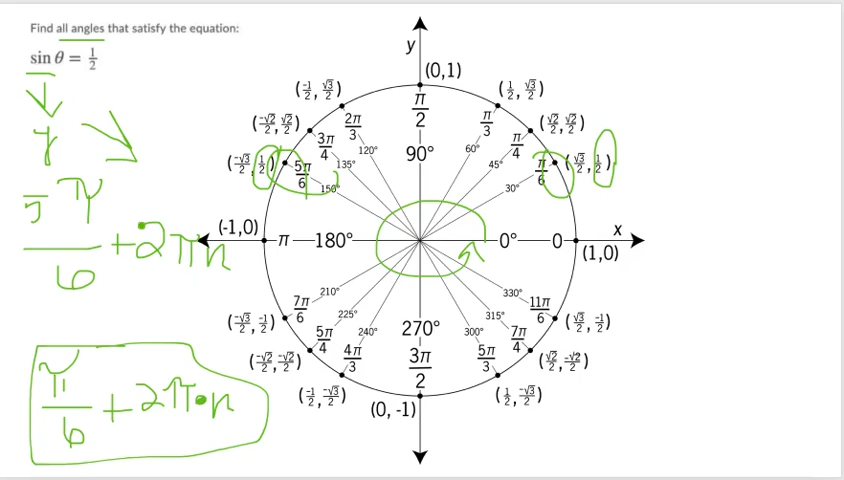 Find all angles that satisfy the equation:
sin θ = 1/2
y
5π/6 + 2πn
π/6 + 2π·n
y
(0,1)
(-1/2, √3/2)
(1/2, √3/2)
π/2
2π/3
π/3
(-√2/2, √2/2)
(√2/2, √2/2)
3π/4
π/4
120°
90°
60°
(-√3/2, 1/2)
(√3/2, 1/2)
5π/6
135°
45°
π/6
150°
30°
(-1,0)
x
π
180°
0°
0
(1,0)
210°
330°
7π/6
11π/6
225°
315°
(-√3/2, -1/2)
(√3/2, -1/2)
5π/4
240°
270°
300°
7π/4
4π/3
3π/2
5π/3
(-√2/2, -√2/2)
(√2/2, -√2/2)
(-1/2, -√3/2)
(1/2, -√3/2)
(0, -1)